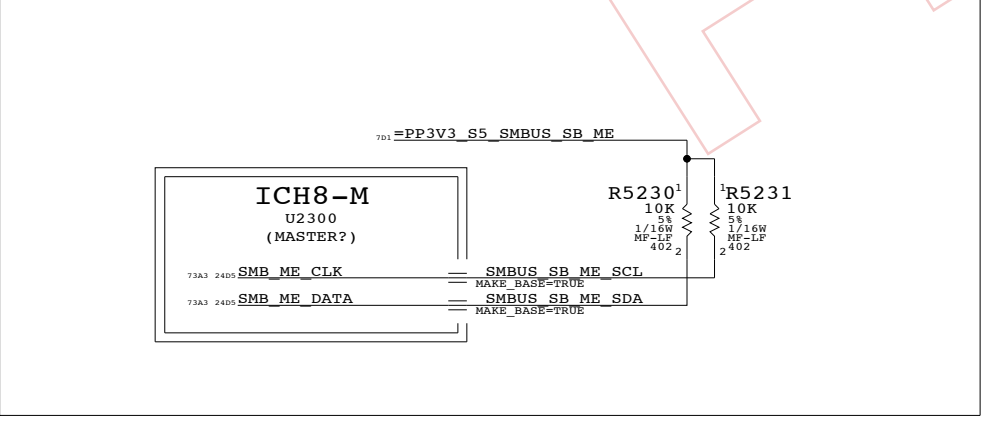 7D1 =PP3V3_S5_SMBUS_SB_ME
ICH8-M
U2300
(MASTER?)
R5230 1
10K
5%
1/16W
MF-LF
402
2
1 R5231
10K
5%
1/16W
MF-LF
402
2
73A3 24D5 SMB_ME_CLK SMBUS_SB_ME_SCL
MAKE_BASE=TRUE
73A3 24D5 SMB_ME_DATA SMBUS_SB_ME_SDA
MAKE_BASE=TRUE